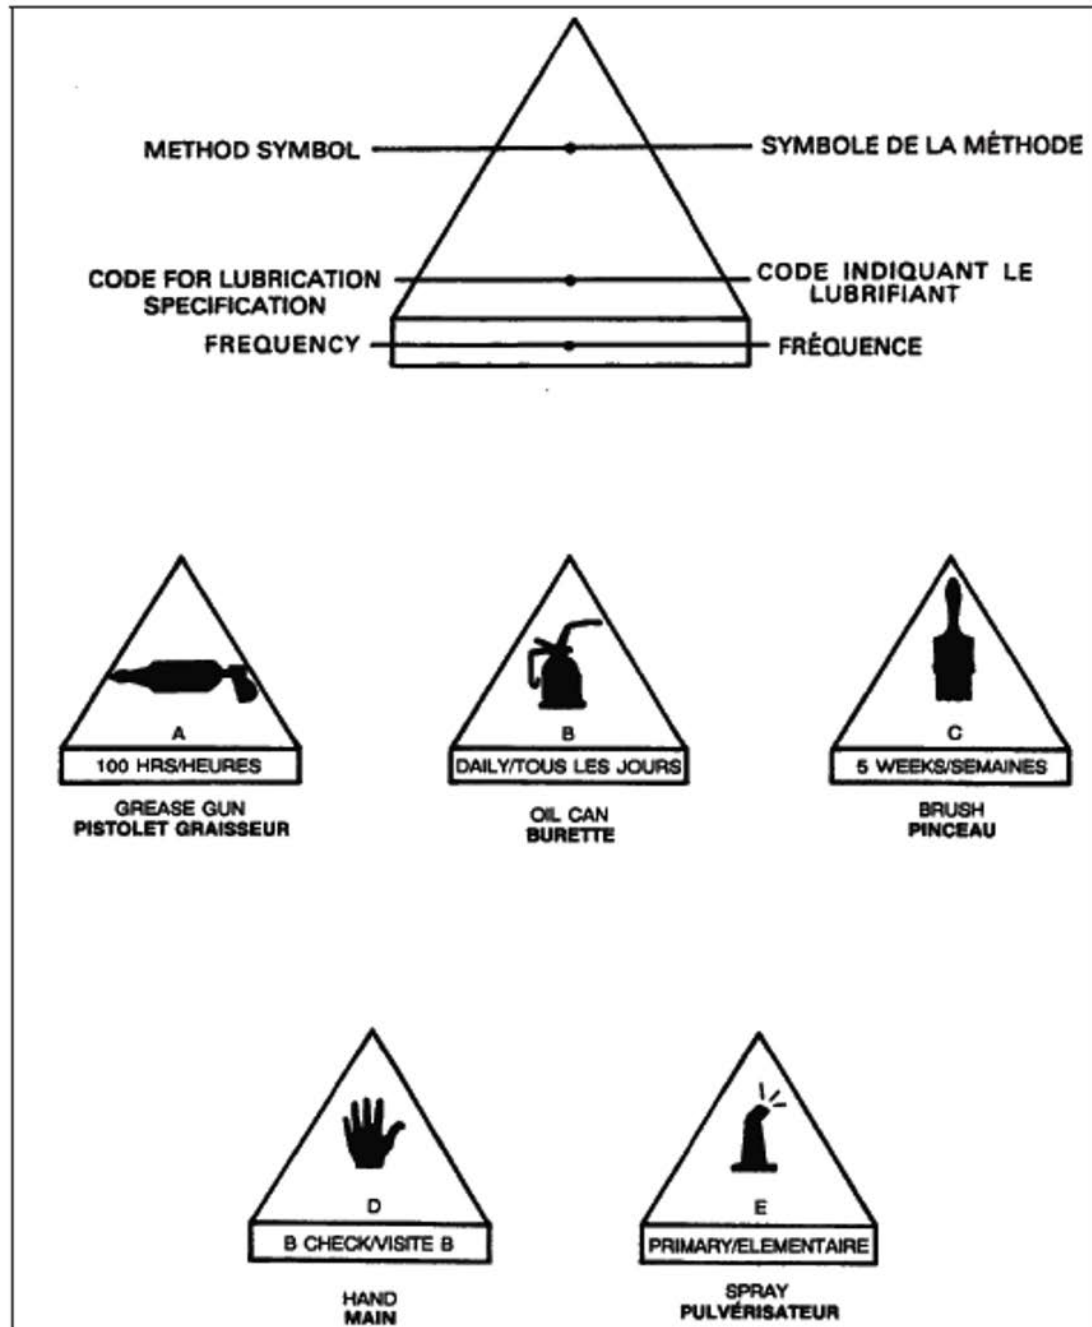 METHOD SYMBOL
SYMBOLE DE LA MÉTHODE
CODE FOR LUBRICATION
SPECIFICATION
CODE INDIQUANT LE
LUBRIFIANT
FREQUENCY
FRÉQUENCE
A
100 HRS/HEURES
GREASE GUN
PISTOLET GRAISSEUR
B
DAILY/TOUS LES JOURS
OIL CAN
BURETTE
C
5 WEEKS/SEMAINES
BRUSH
PINCEAU
D
B CHECK/VISITE B
HAND
MAIN
E
PRIMARY/ELEMENTAIRE
SPRAY
PULVÉRISATEUR